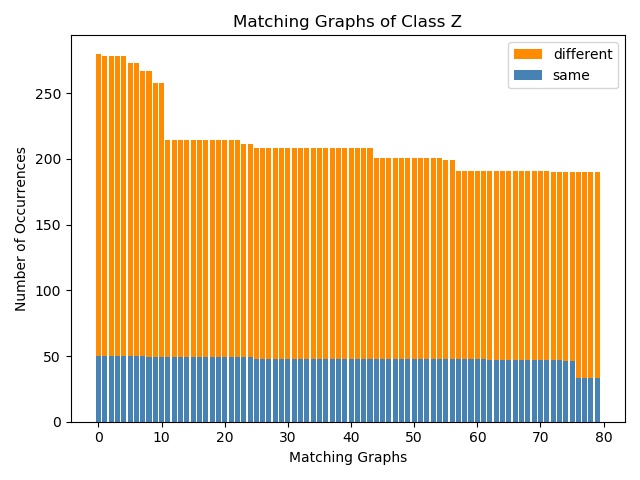 Matching Graphs of Class Z
different
same
Number of Occurrences
250
200
150
100
50
0
0 10 20 30 40 50 60 70 80
Matching Graphs